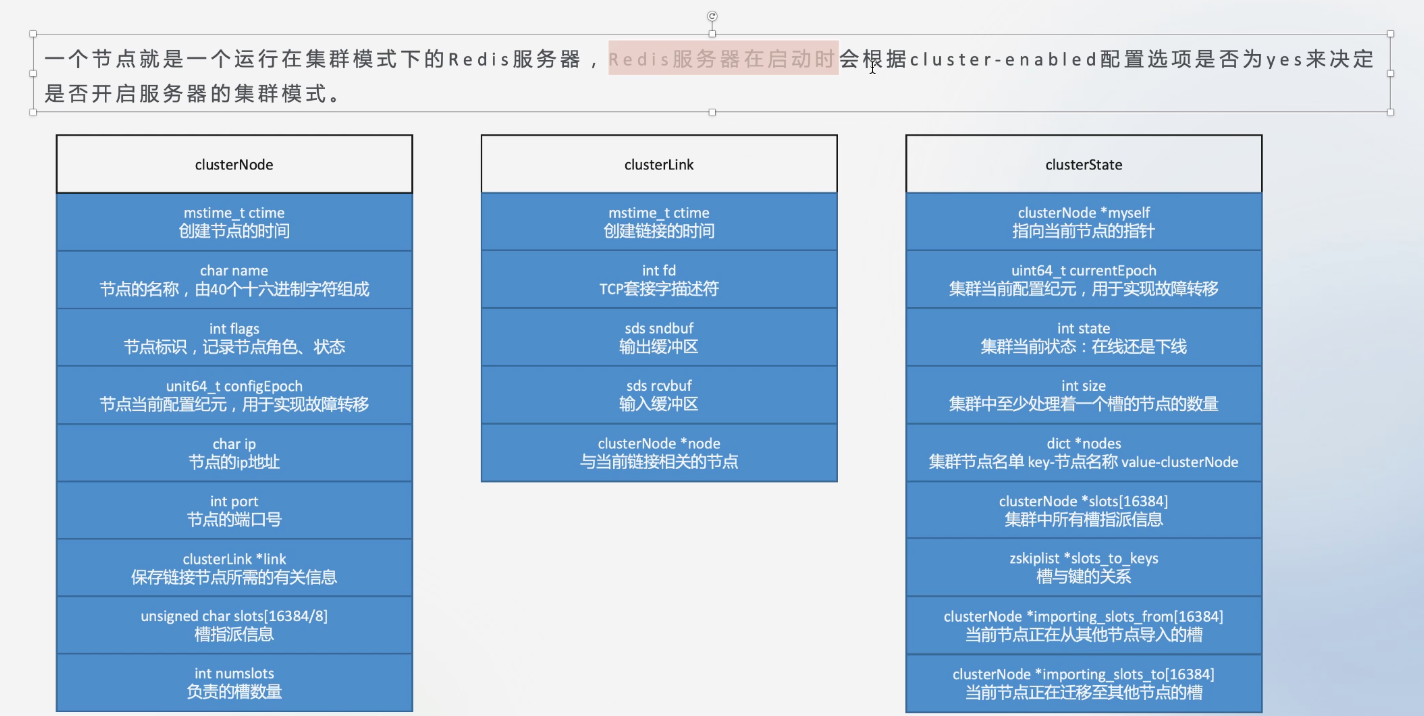 一个节点就是一个运行在集群模式下的Redis服务器，Redis服务器在启动时会根据cluster-enabled配置选项是否为yes来决定
是否开启服务器的集群模式。
clusterNode
mstime_t ctime
创建节点的时间
char name
节点的名称，由40个十六进制字符组成
int flags
节点标识，记录节点角色、状态
unit64_t configEpoch
节点当前配置纪元，用于实现故障转移
char ip
节点的ip地址
int port
节点的端口号
clusterLink *link
保存链接节点所需的有关信息
unsigned char slots[16384/8]
槽指派信息
int numslots
负责的槽数量
clusterLink
mstime_t ctime
创建链接的时间
int fd
TCP套接字描述符
sds sndbuf
输出缓冲区
sds rcvbuf
输入缓冲区
clusterNode *node
与当前链接相关的节点
clusterState
clusterNode *myself
指向当前节点的指针
uint64_t currentEpoch
集群当前配置纪元，用于实现故障转移
int state
集群当前状态：在线还是下线
int size
集群中至少处理着一个槽的节点的数量
dict *nodes
集群节点名单 key-节点名称 value-clusterNode
clusterNode *slots[16384]
集群中所有槽指派信息
zskiplist *slots_to_keys
槽与键的关系
clusterNode *importing_slots_from[16384]
当前节点正在从其他节点导入的槽
clusterNode *importing_slots_to[16384]
当前节点正在迁移至其他节点的槽